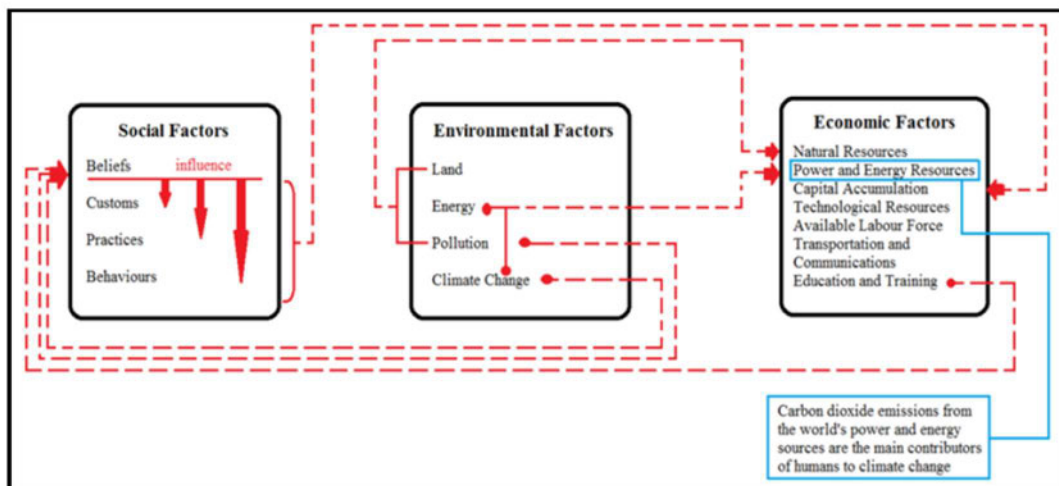 Social Factors
Beliefs influence
Customs
Practices
Behaviours
Environmental Factors
Land
Energy
Pollution
Climate Change
Economic Factors
Natural Resources
Power and Energy Resources
Capital Accumulation
Technological Resources
Available Labour Force
Transportation and
Communications
Education and Training
Carbon dioxide emissions from
the world's power and energy
sources are the main contributors
of humans to climate change